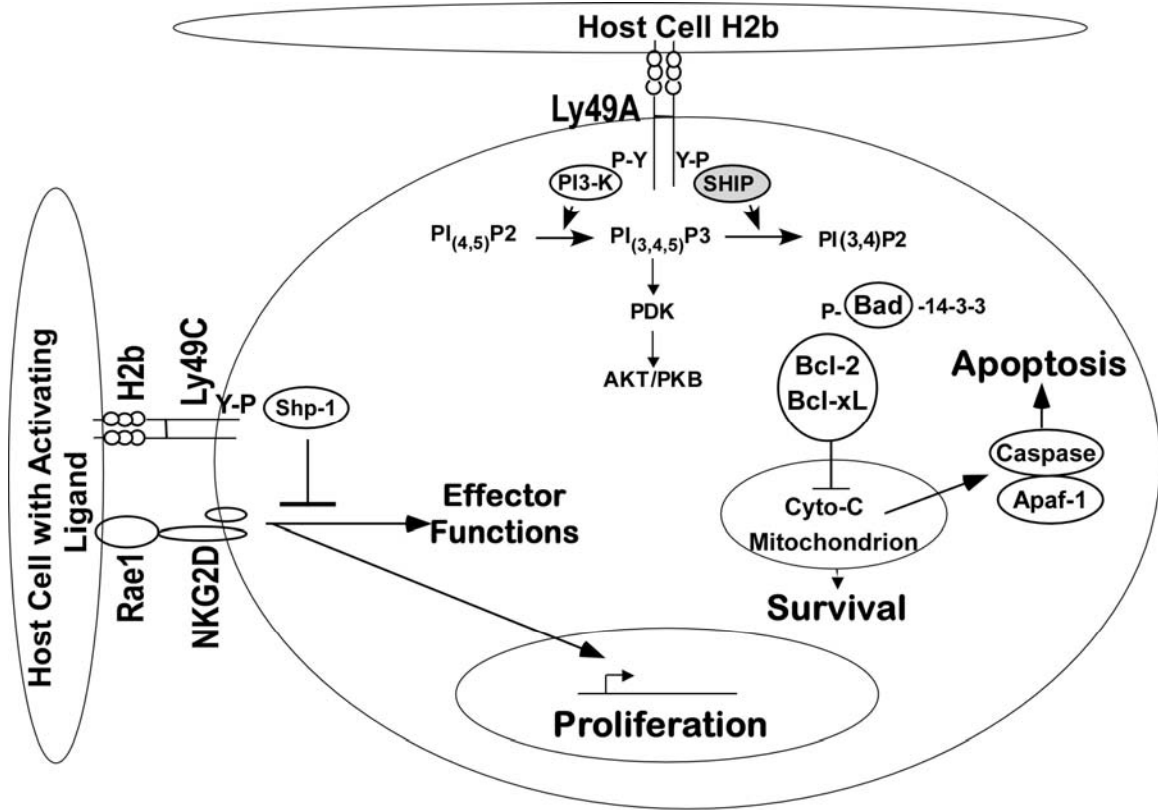 Host Cell H2b
Ly49A
P-Y
Y-P
PI3-K
SHIP
PI(4,5)P2
PI(3,4,5)P3
PI(3,4)P2
PDK
AKT/PKB
P-
Bad
-14-3-3
Bcl-2
Bcl-xL
Apoptosis
Caspase
Apaf-1
Cyto-C
Mitochondrion
Survival
Host Cell with Activating
Ligand
H2b
Ly49C
Y-P
Shp-1
Rae1
NKG2D
Effector
Functions
Proliferation